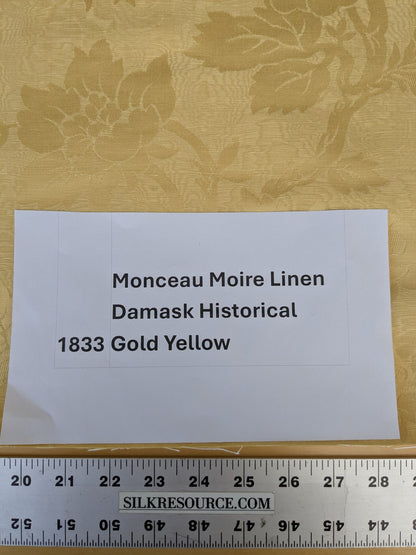 Monceau Moire Linen
Damask Historical
1833 Gold Yellow
20 21 22 23 24 25 26 27 28
SILKRESOURCE.COM
52 51 50 49 48 47 46 45 44